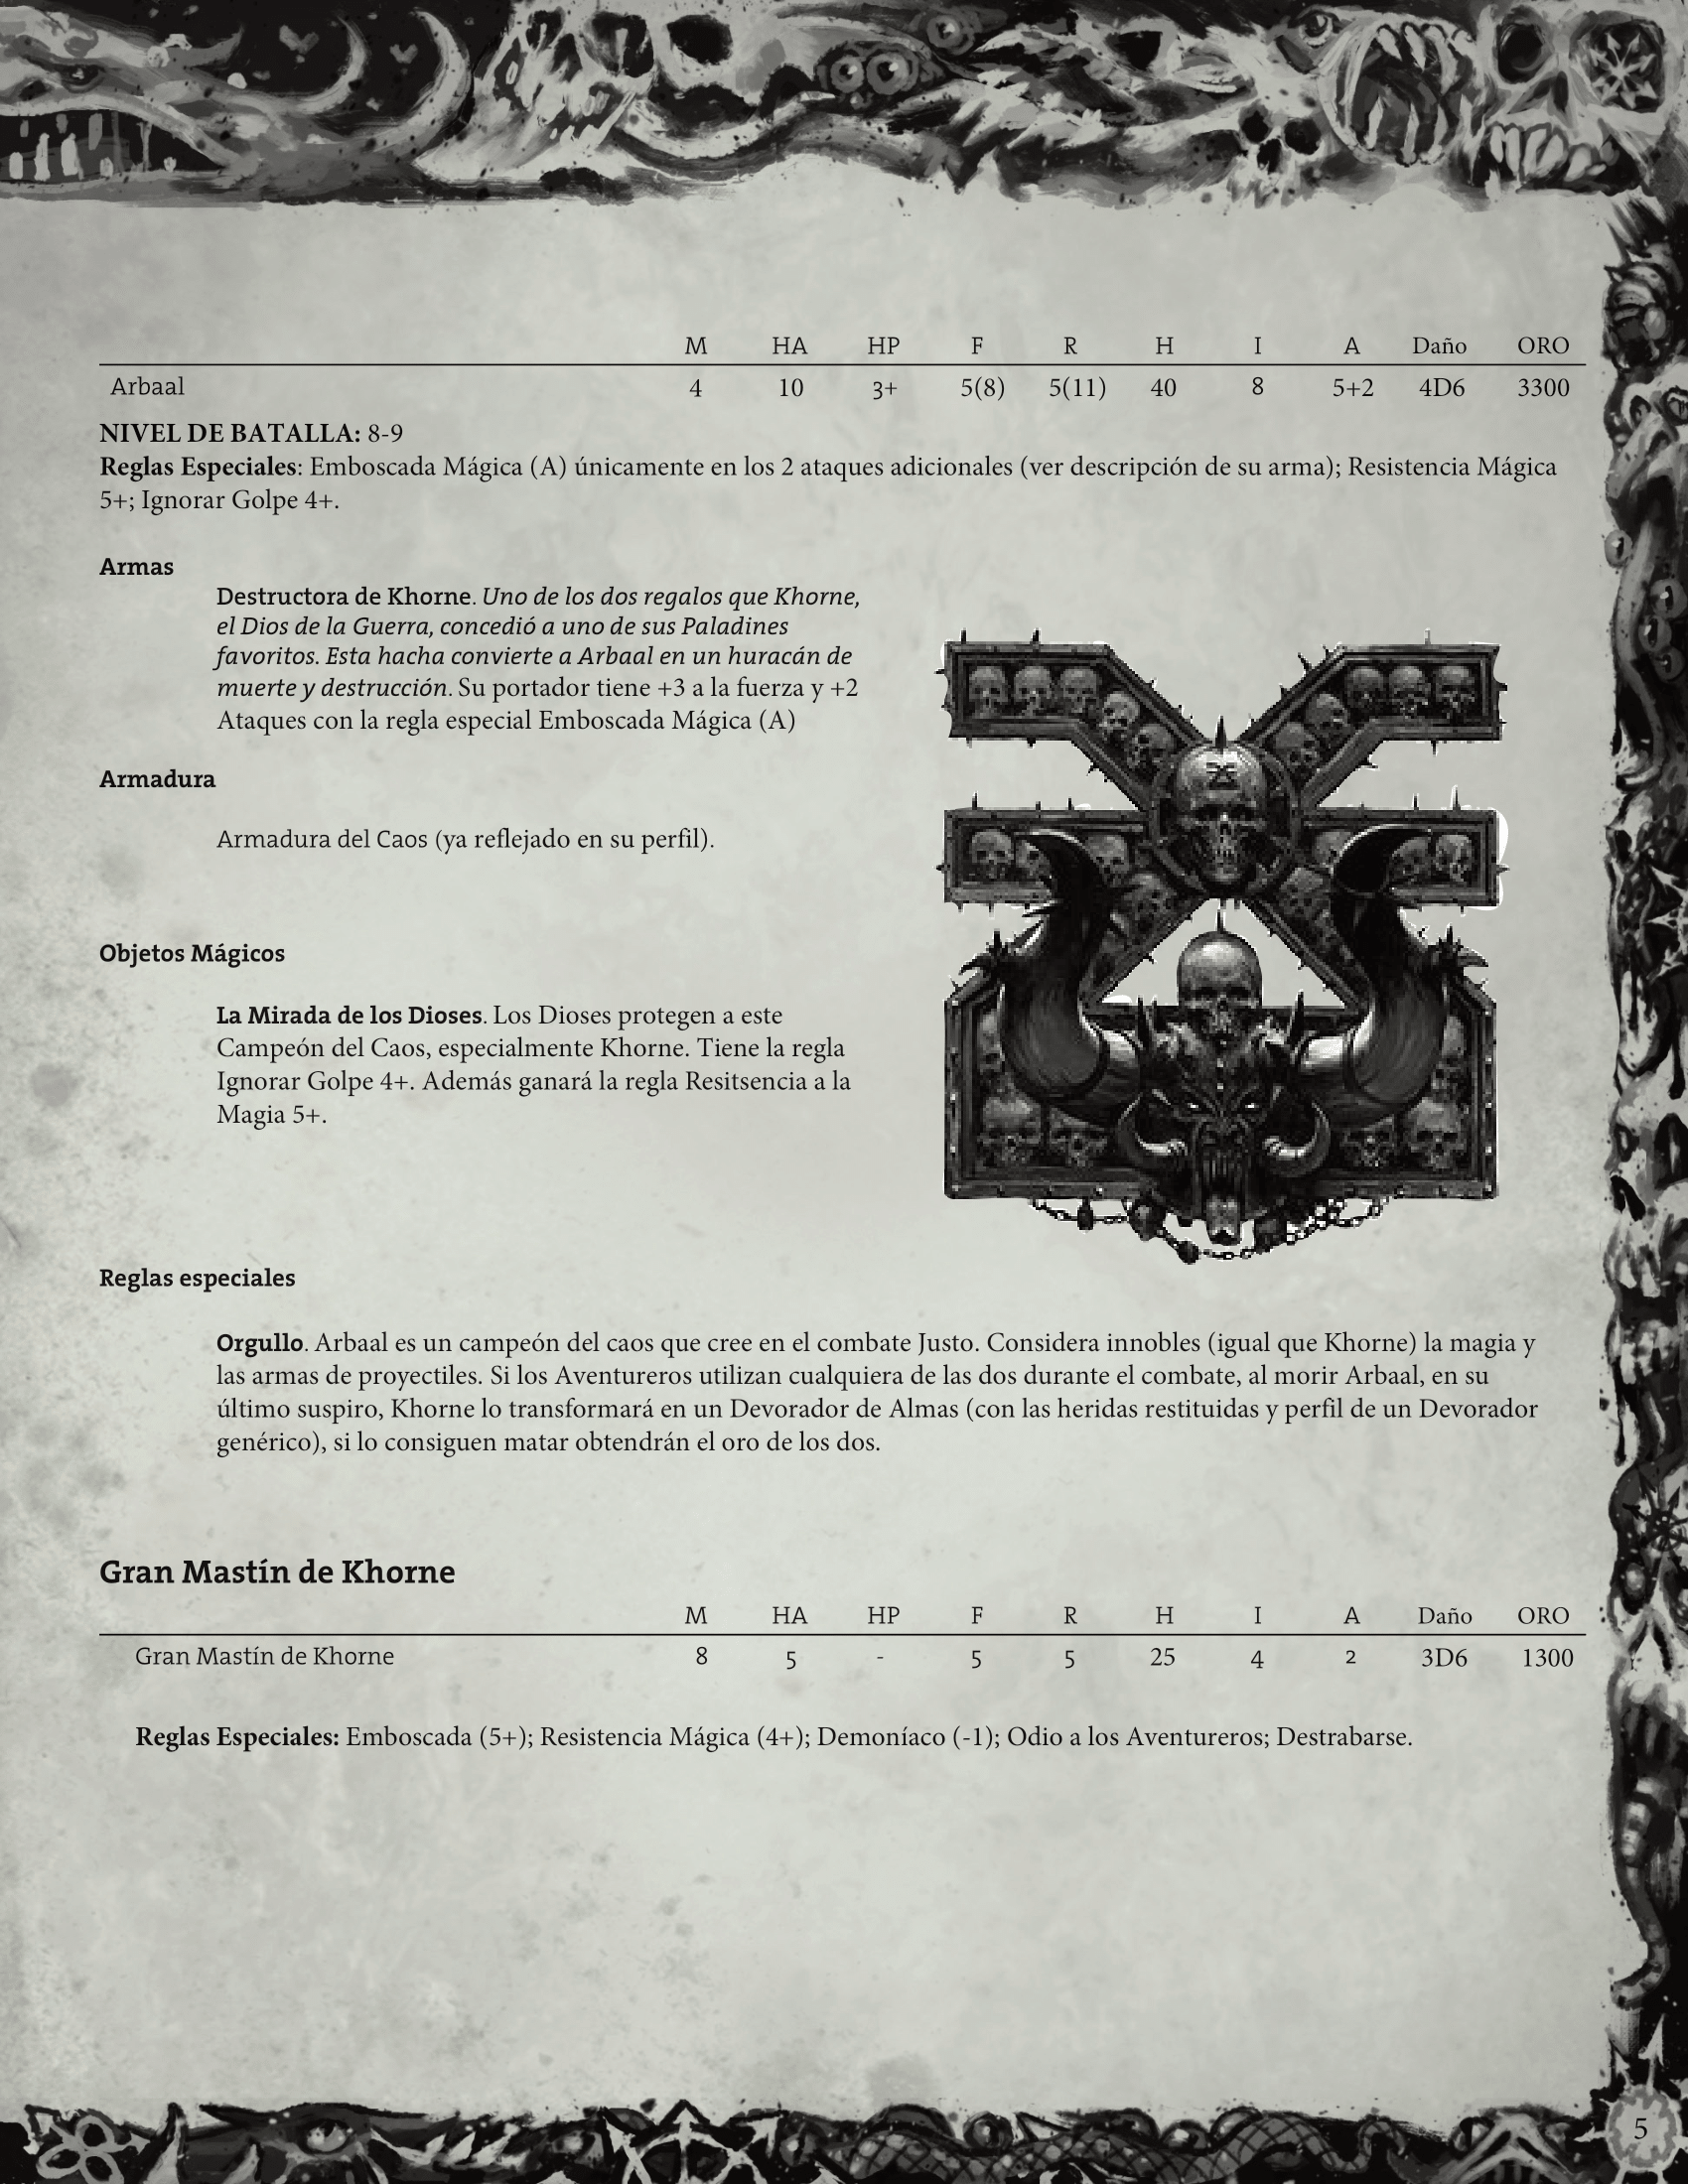 M HA HP F R H I A Daño ORO
Arbaal 4 10 3+ 5(8) 5(11) 40 8 5+2 4D6 3300
NIVEL DE BATALLA: 8-9
Reglas Especiales: Emboscada Mágica (A) únicamente en los 2 ataques adicionales (ver descripción de su arma); Resistencia Mágica
5+; Ignorar Golpe 4+.
Armas
Destructora de Khorne. Uno de los dos regalos que Khorne,
el Dios de la Guerra, concedió a uno de sus Paladines
favoritos. Esta hacha convierte a Arbaal en un huracán de
muerte y destrucción. Su portador tiene +3 a la fuerza y +2
Ataques con la regla especial Emboscada Mágica (A)
Armadura
Armadura del Caos (ya reflejado en su perfil).
Objetos Mágicos
La Mirada de los Dioses. Los Dioses protegen a este
Campeón del Caos, especialmente Khorne. Tiene la regla
Ignorar Golpe 4+. Además ganará la regla Resitsencia a la
Magia 5+.
Reglas especiales
Orgullo. Arbaal es un campeón del caos que cree en el combate Justo. Considera innobles (igual que Khorne) la magia y
las armas de proyectiles. Si los Aventureros utilizan cualquiera de las dos durante el combate, al morir Arbaal, en su
último suspiro, Khorne lo transformará en un Devorador de Almas (con las heridas restituidas y perfil de un Devorador
genérico), si lo consiguen matar obtendrán el oro de los dos.
Gran Mastín de Khorne
M HA HP F R H I A Daño ORO
Gran Mastín de Khorne 8 5 - 5 5 25 4 2 3D6 1300
Reglas Especiales: Emboscada (5+); Resistencia Mágica (4+); Demoníaco (-1); Odio a los Aventureros; Destrabarse.
5